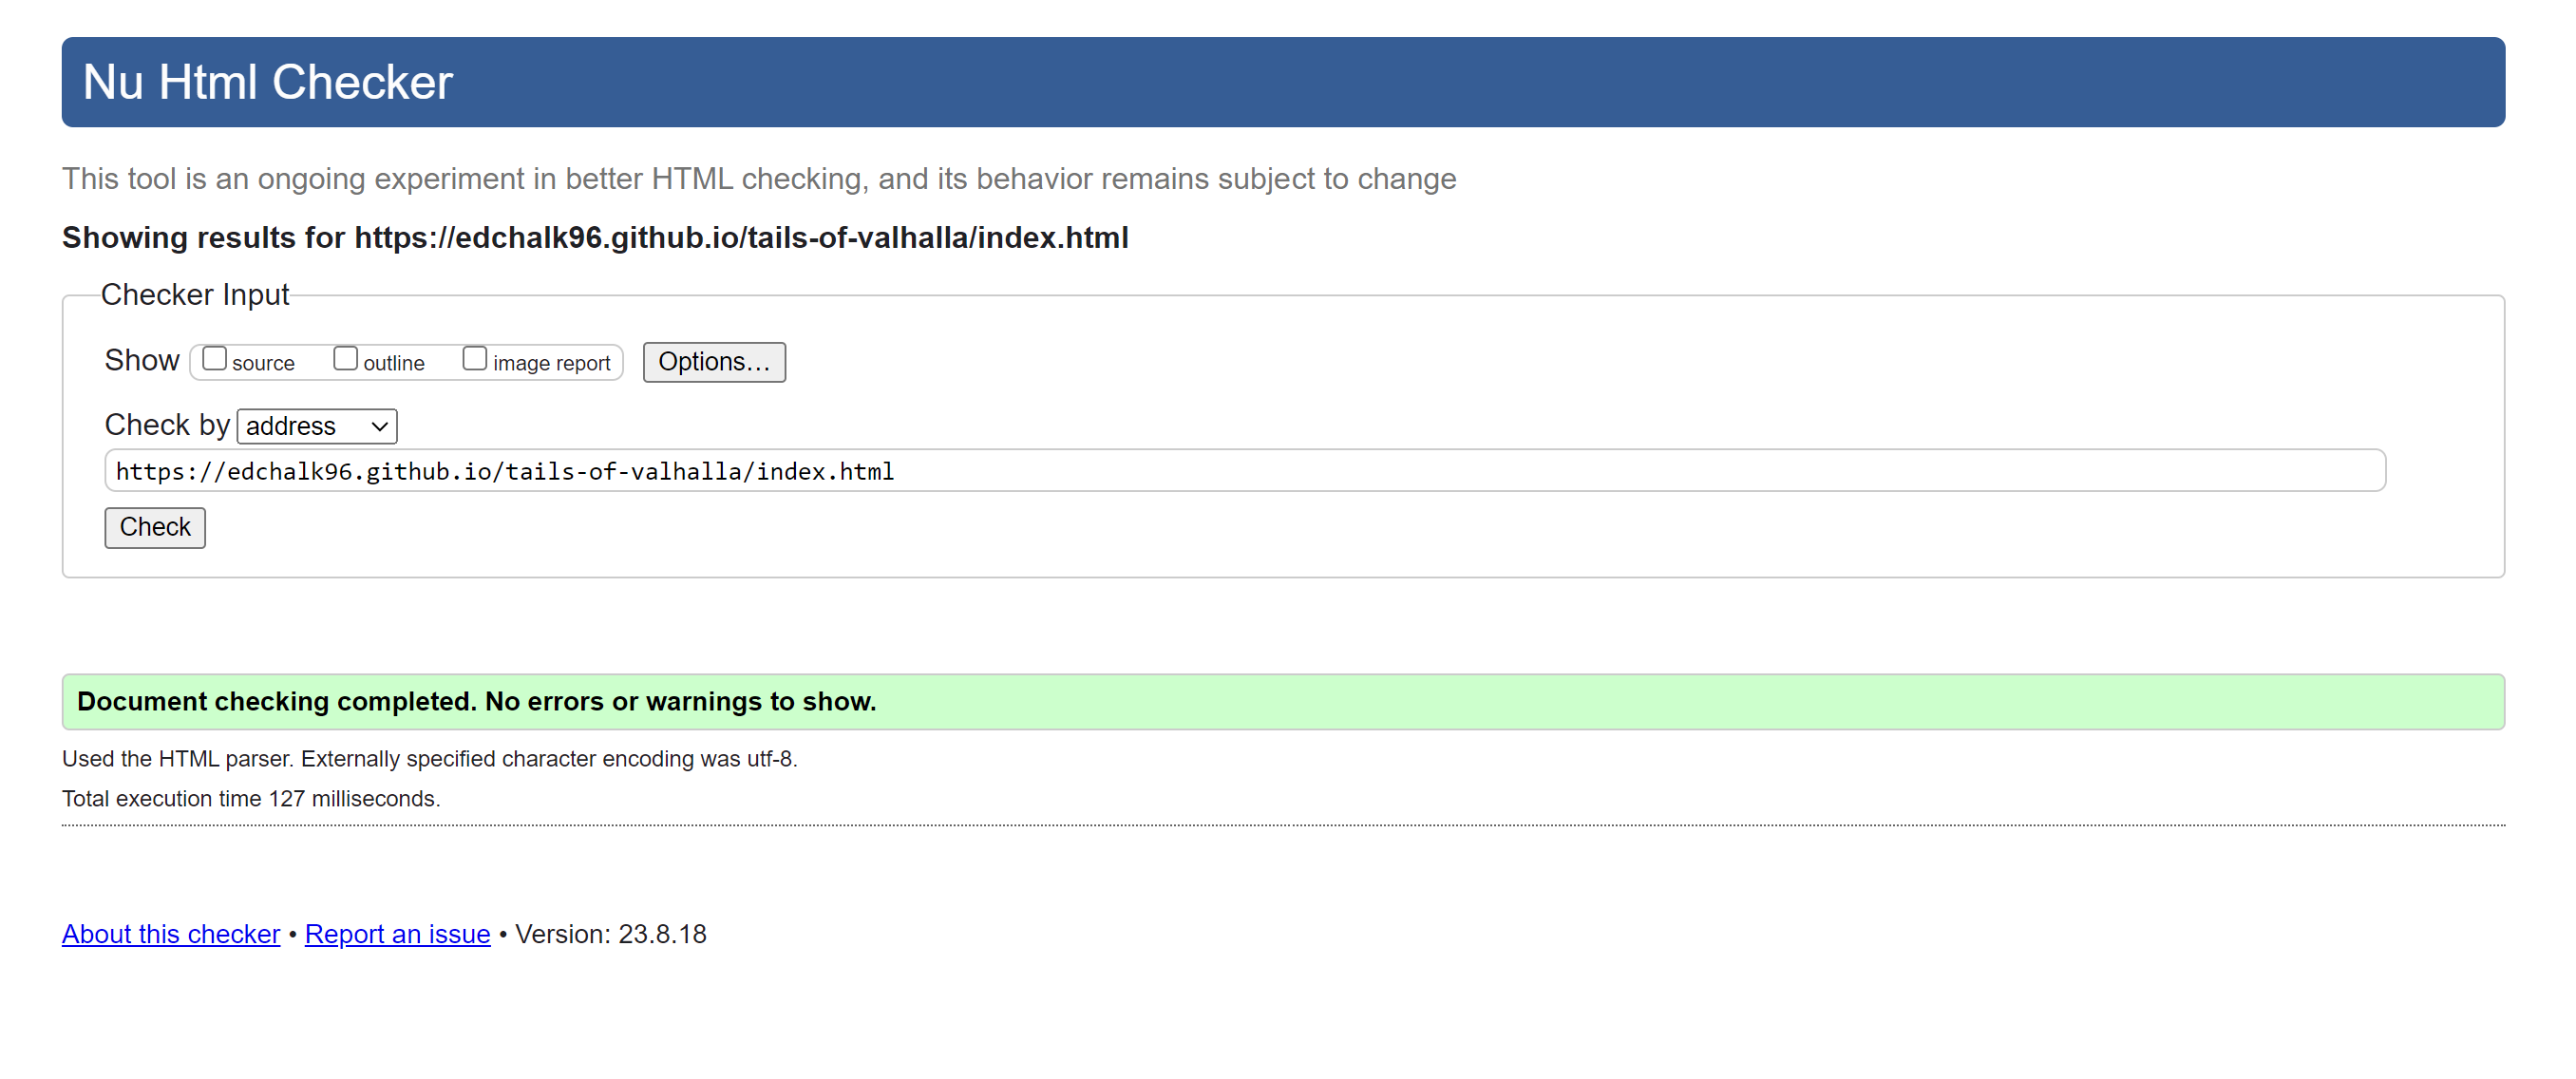 Nu Html Checker
This tool is an ongoing experiment in better HTML checking, and its behavior remains subject to change
Showing results for https://edchalk96.github.io/tails-of-valhalla/index.html
Checker Input
Show source outline image report Options…
Check by address
https://edchalk96.github.io/tails-of-valhalla/index.html
Check
Document checking completed. No errors or warnings to show.
Used the HTML parser. Externally specified character encoding was utf-8.
Total execution time 127 milliseconds.
About this checker • Report an issue • Version: 23.8.18